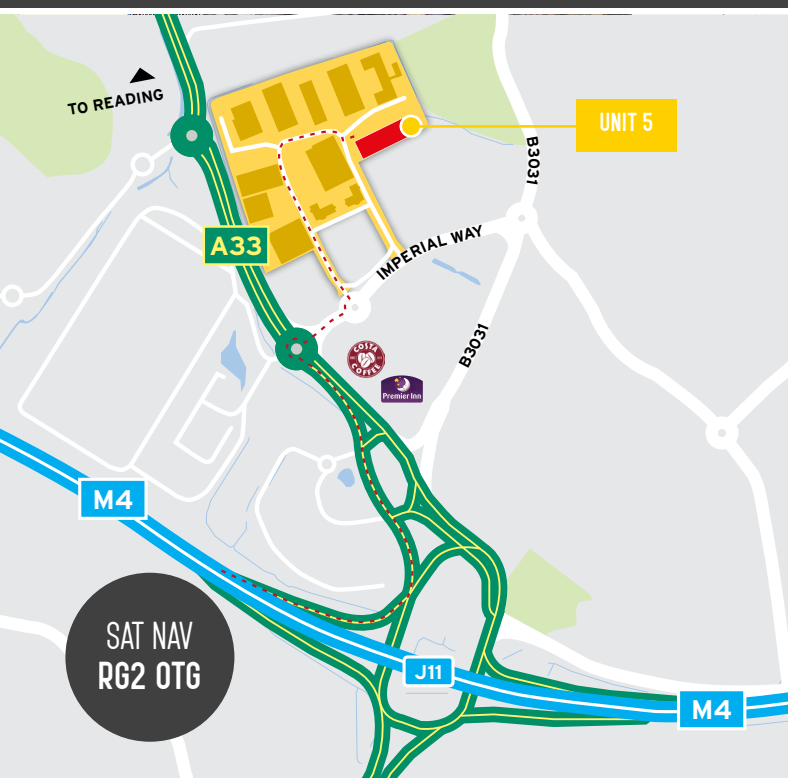 TO READING
UNIT 5
B3031
A33
IMPERIAL WAY
B3031
COSTA
COFFEE
Premier Inn
M4
SAT NAV
RG2 0TG
J11
M4